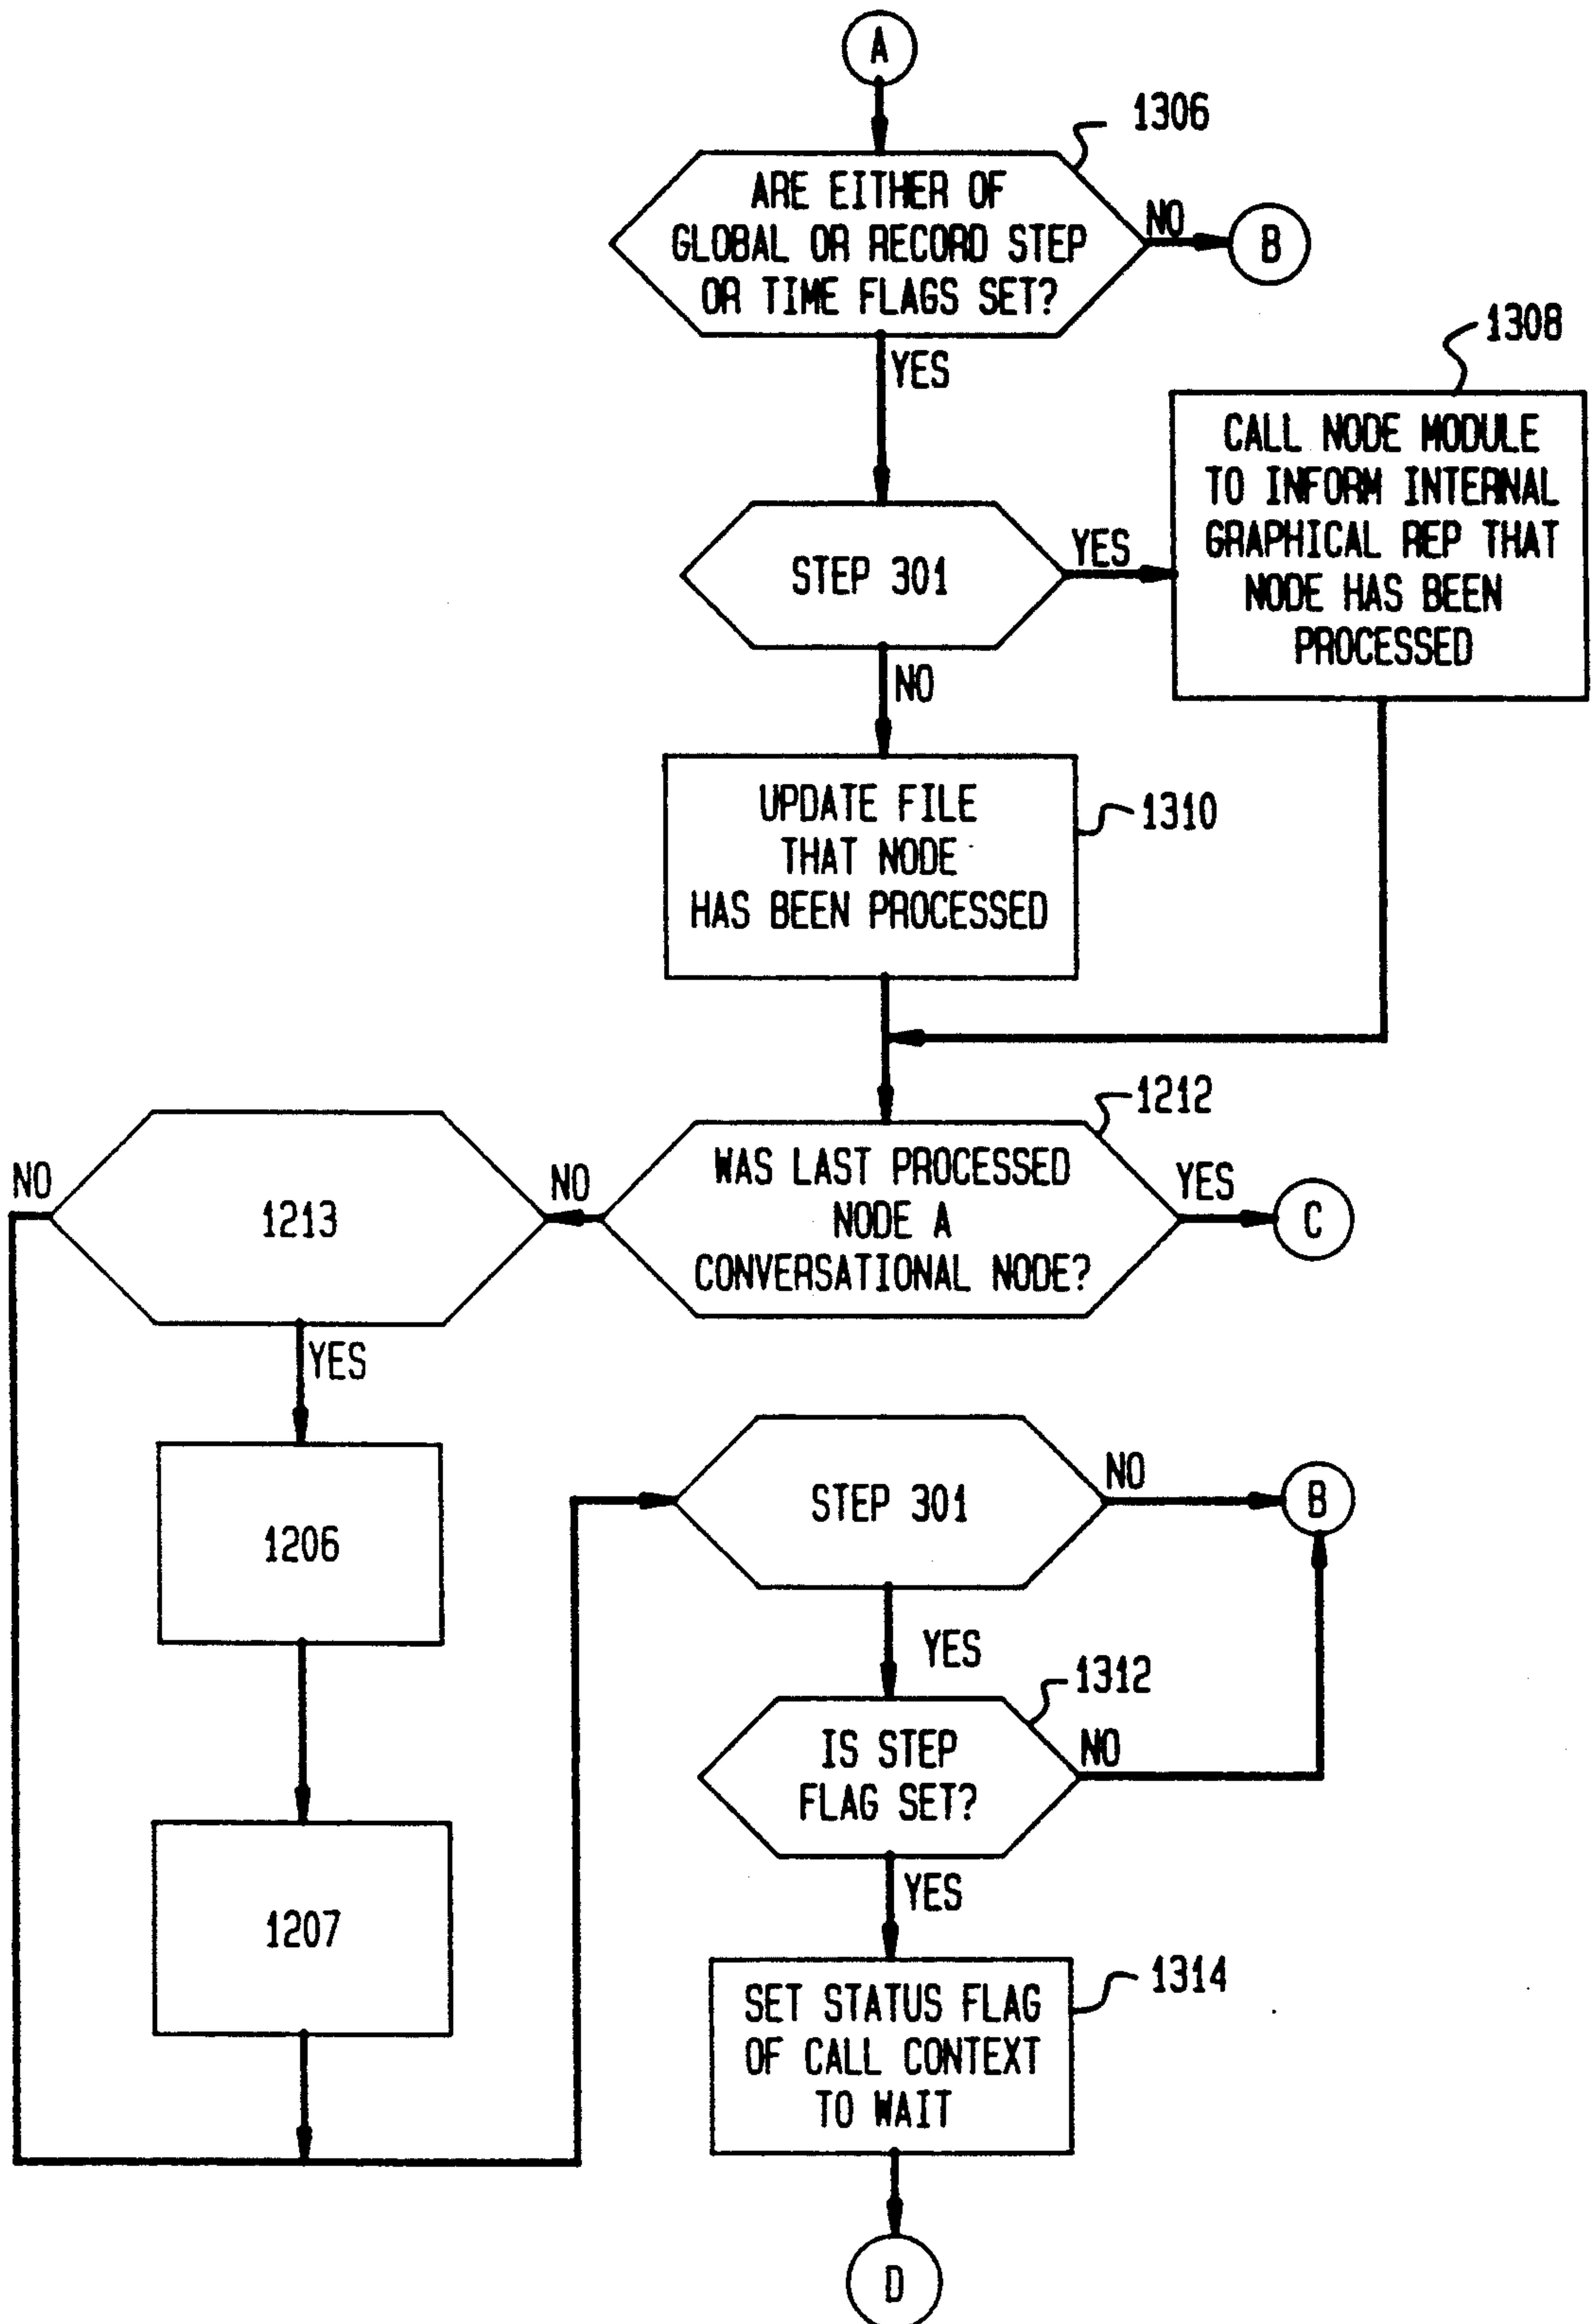 A
1306
ARE EITHER OF
GLOBAL OR RECORD STEP
OR TIME FLAGS SET?
NO
B
YES
1308
CALL NODE MODULE
TO INFORM INTERNAL
GRAPHICAL REP THAT
NODE HAS BEEN
PROCESSED
STEP 301
YES
NO
UPDATE FILE
THAT NODE
HAS BEEN PROCESSED
1310
1212
WAS LAST PROCESSED
NODE A
CONVERSATIONAL NODE?
YES
C
NO
1213
NO
YES
1206
1207
STEP 301
NO
B
YES
1312
IS STEP
FLAG SET?
NO
YES
1314
SET STATUS FLAG
OF CALL CONTEXT
TO WAIT
D